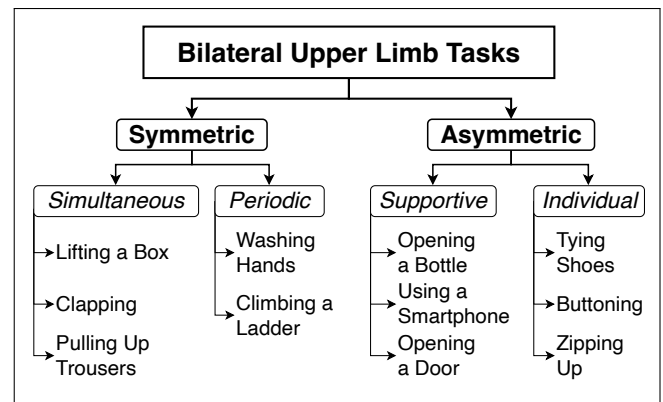 Bilateral Upper Limb Tasks
Symmetric
Asymmetric
Simultaneous
Periodic
Supportive
Individual
Lifting a Box
Clapping
Pulling Up
Trousers
Washing
Hands
Climbing a
Ladder
Opening
a Bottle
Using a
Smartphone
Opening
a Door
Tying
Shoes
Buttoning
Zipping
Up